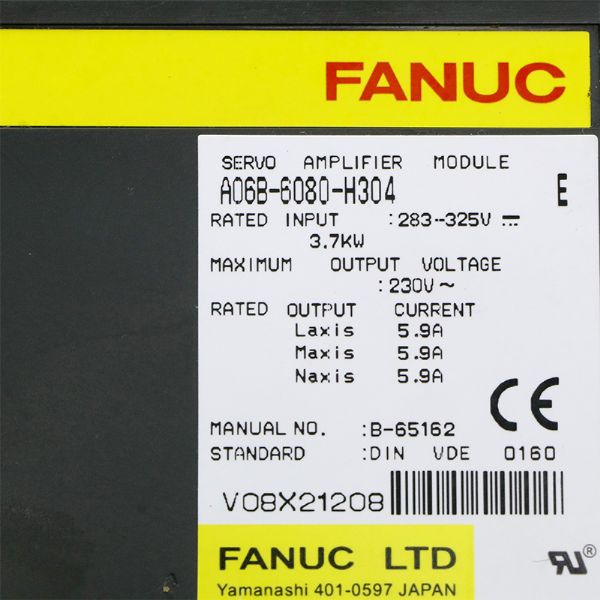 FANUC
SERVO AMPLIFIER MODULE
A06B-6080-H304 E
RATED INPUT :283-325V ⎓
3.7KW
MAXIMUM OUTPUT VOLTAGE
:230V～
RATED OUTPUT CURRENT
Laxis 5.9A
Maxis 5.9A
Naxis 5.9A
CE
MANUAL NO. :B-65162
STANDARD :DIN VDE 0160
V08X21208
FANUC LTD
Yamanashi 401-0597 JAPAN
RU®